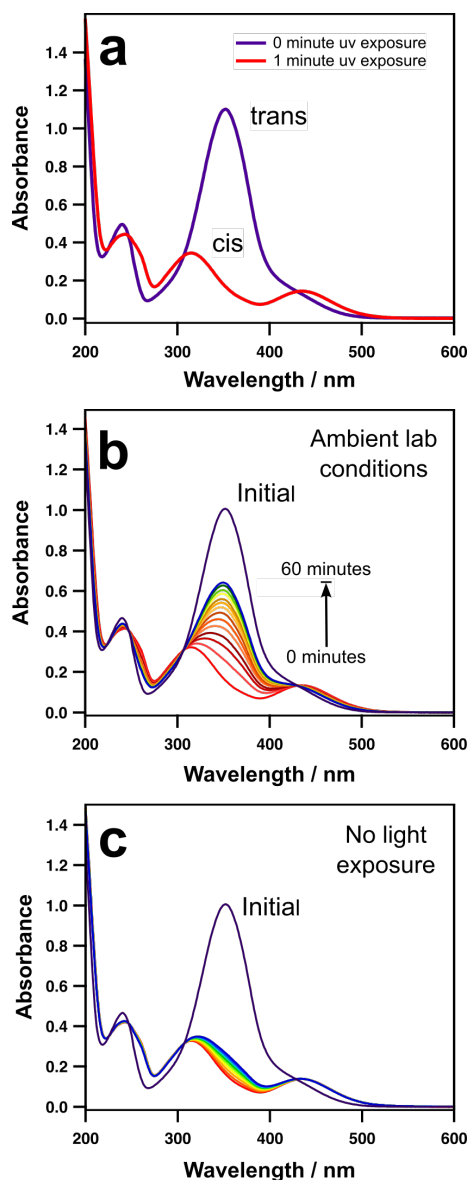 a
0 minute uv exposure
1 minute uv exposure
trans
cis
1.4
1.2
1.0
0.8
0.6
0.4
0.2
0.0
Absorbance
200 300 400 500 600
Wavelength / nm
b
Ambient lab
conditions
Initial
60 minutes
0 minutes
1.4
1.2
1.0
0.8
0.6
0.4
0.2
0.0
Absorbance
200 300 400 500 600
Wavelength / nm
c
No light
exposure
Initial
1.4
1.2
1.0
0.8
0.6
0.4
0.2
0.0
Absorbance
200 300 400 500 600
Wavelength / nm